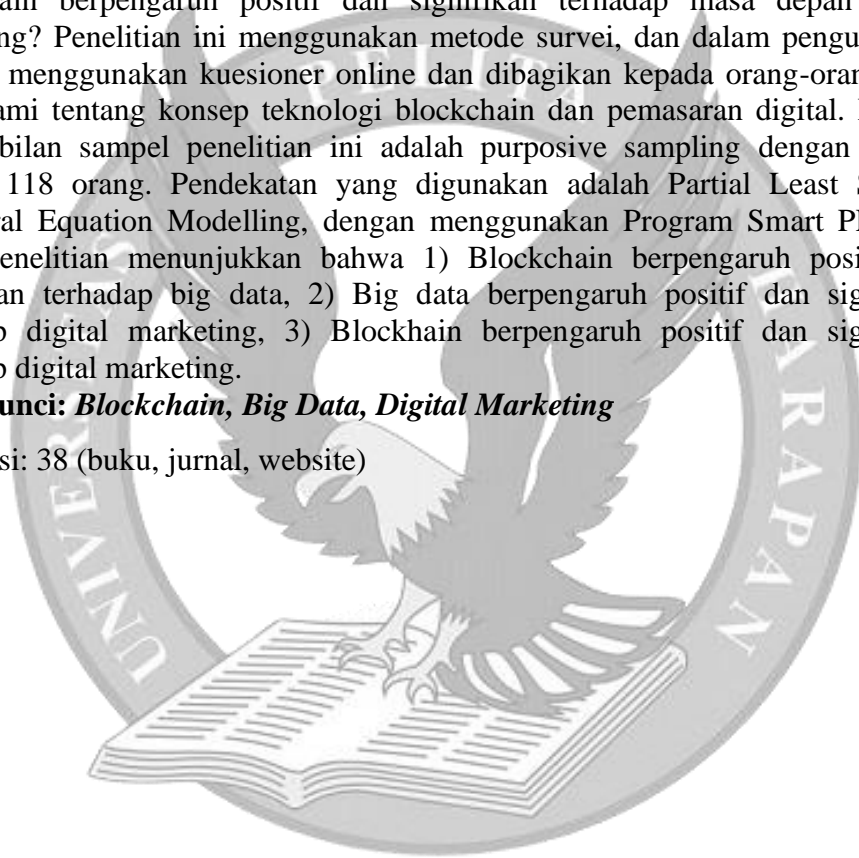 ain berpengaruh positif dan signifikan terhadap masa depan
ng? Penelitian ini menggunakan metode survei, dan dalam pengu
menggunakan kuesioner online dan dibagikan kepada orang-oran
ami tentang konsep teknologi blockchain dan pemasaran digital.
bilan sampel penelitian ini adalah purposive sampling dengan
118 orang. Pendekatan yang digunakan adalah Partial Least S
al Equation Modelling, dengan menggunakan Program Smart Pl
enelitian menunjukkan bahwa 1) Blockchain berpengaruh posi
an terhadap big data, 2) Big data berpengaruh positif dan sig
p digital marketing, 3) Blockhain berpengaruh positif dan sig
p digital marketing.
unci: Blockchain, Big Data, Digital Marketing
si: 38 (buku, jurnal, website)
UNIVERSITAS PELITA HARAPAN